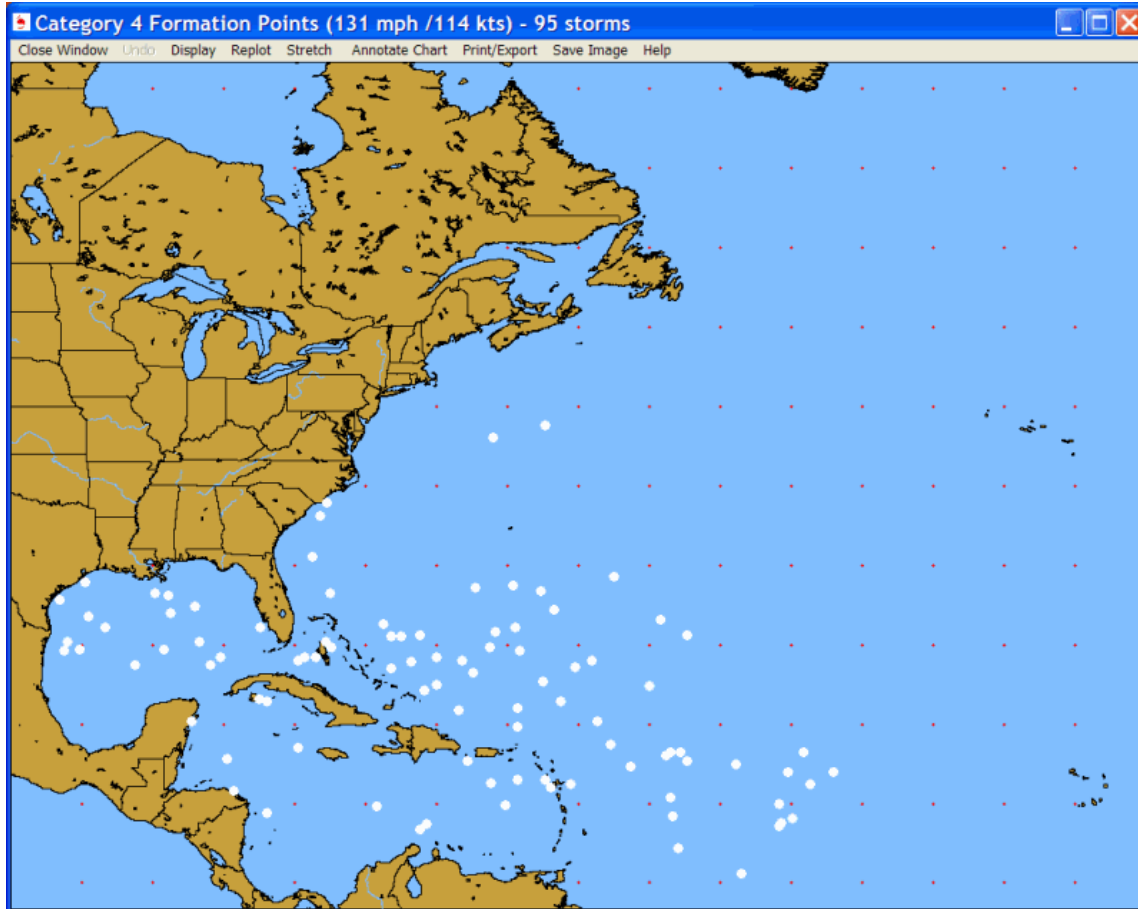 Category 4 Formation Points (131 mph /114 kts) - 95 storms
Close Window Undo Display Replot Stretch Annotate Chart Print/Export Save Image Help